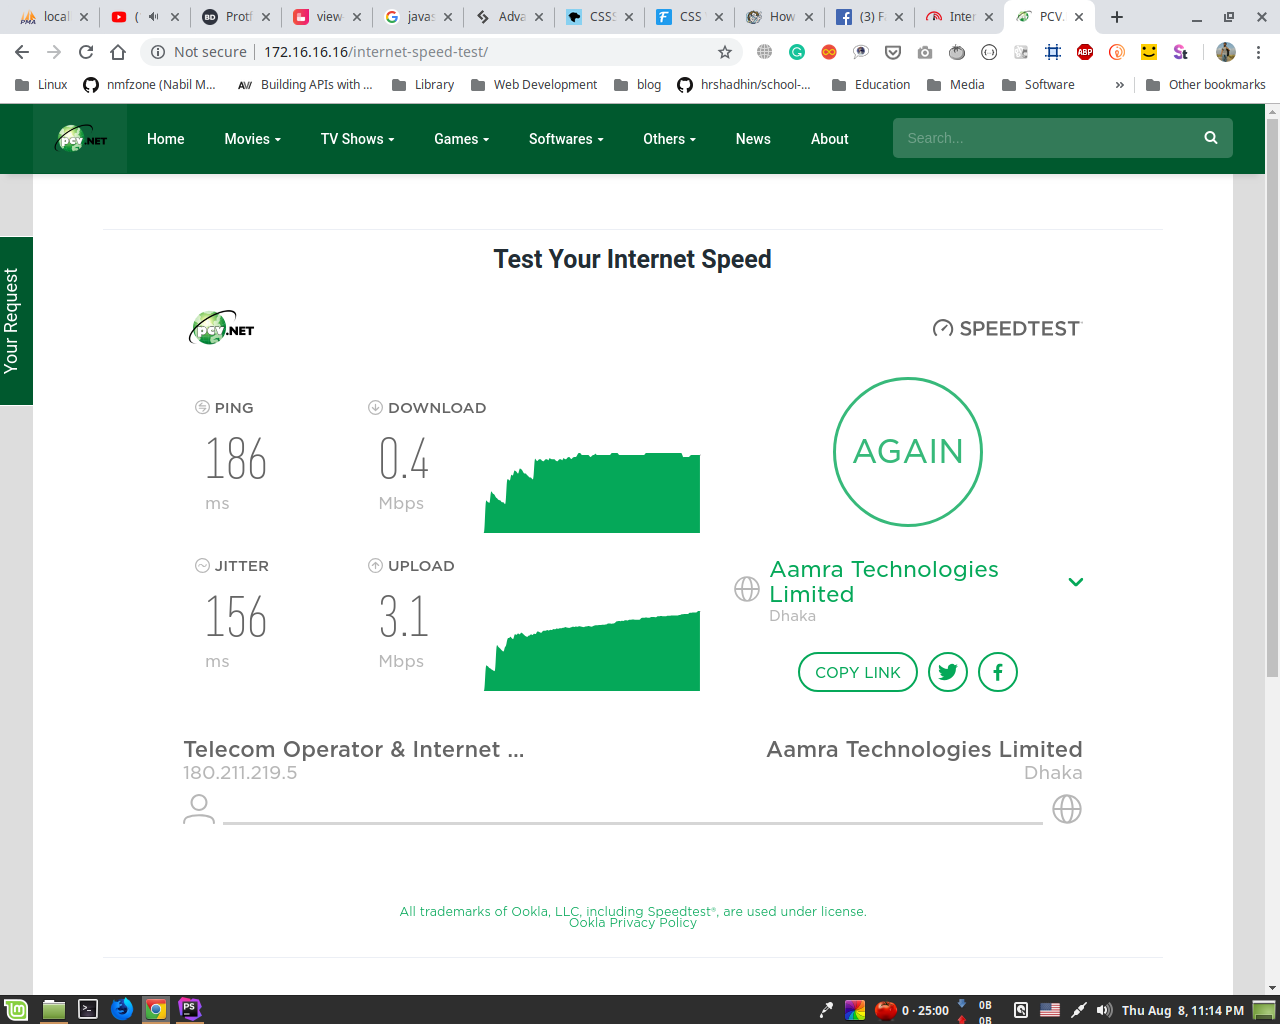 local
(
Protf
view-
javas
Adva
CSSS
CSS
How
(3) Fa
Inter
PCV.
Not secure
172.16.16.16/internet-speed-test/
Linux
nmfzone (Nabil M...
Building APIs with ...
Library
Web Development
blog
hrshadhin/school-...
Education
Media
Software
»
Other bookmarks
pcv.NET
Home
Movies
TV Shows
Games
Softwares
Others
News
About
Search...
Your Request
Test Your Internet Speed
pcv.NET
SPEEDTEST
PING
186
ms
DOWNLOAD
0.4
Mbps
AGAIN
JITTER
156
ms
UPLOAD
3.1
Mbps
Aamra Technologies
Limited
Dhaka
COPY LINK
Telecom Operator & Internet ...
180.211.219.5
Aamra Technologies Limited
Dhaka
All trademarks of Ookla, LLC, including Speedtest®, are used under license.
Ookla Privacy Policy
0 · 25:00
0B
0B
Thu Aug 8, 11:14 PM